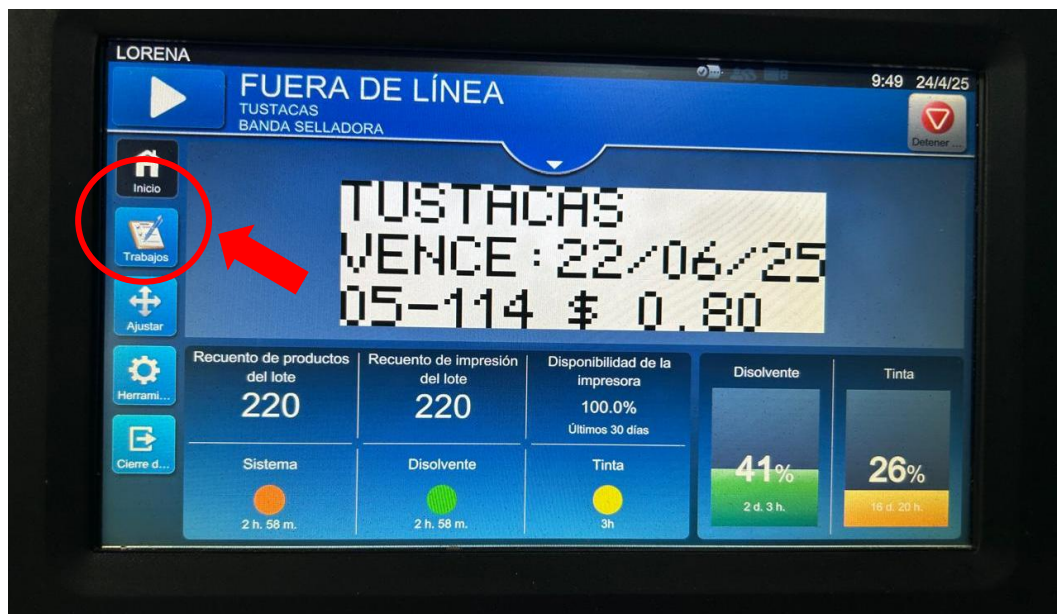 LORENA
9:49 24/4/25
FUERA DE LÍNEA
TUSTACAS
BANDA SELLADORA
Detener ...
Inicio
Trabajos
Ajustar
Herrami...
Cierre d...
TUSTACAS
VENCE:22/06/25
05-114 $ 0.80
Recuento de productos
del lote
220
Recuento de impresión
del lote
220
Disponibilidad de la
impresora
100.0%
Últimos 30 días
Sistema
2 h. 58 m.
Disolvente
2 h. 58 m.
Tinta
3h
Disolvente
41%
2 d. 3 h.
Tinta
26%
16 d. 20 h.